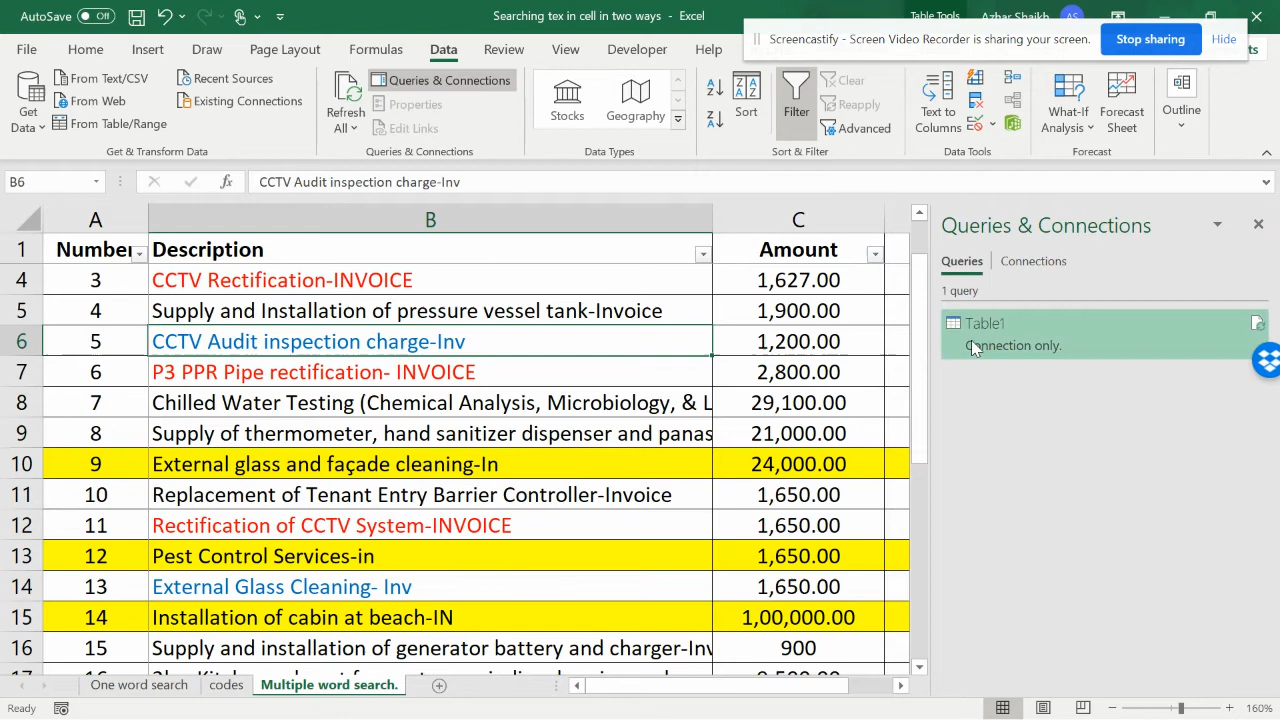 AutoSave Off Searching tex in cell in two ways - Excel Table Tools Azhar Shaikh AS
Screencastify - Screen Video Recorder is sharing your screen. Stop sharing Hide
File Home Insert Draw Page Layout Formulas Data Review View Developer Help
Get Data
From Text/CSV
From Web
From Table/Range
Recent Sources
Existing Connections
Get & Transform Data
Refresh All
Queries & Connections
Properties
Edit Links
Queries & Connections
Stocks Geography
Data Types
Sort Filter
Clear
Reapply
Advanced
Sort & Filter
Text to Columns
Data Tools
What-If Analysis
Forecast Sheet
Forecast
Outline
B6 fx CCTV Audit inspection charge-Inv
A B C
1 Number Description Amount
4 3 CCTV Rectification-INVOICE 1,627.00
5 4 Supply and Installation of pressure vessel tank-Invoice 1,900.00
6 5 CCTV Audit inspection charge-Inv 1,200.00
7 6 P3 PPR Pipe rectification- INVOICE 2,800.00
8 7 Chilled Water Testing (Chemical Analysis, Microbiology, & L 29,100.00
9 8 Supply of thermometer, hand sanitizer dispenser and panas 21,000.00
10 9 External glass and façade cleaning-In 24,000.00
11 10 Replacement of Tenant Entry Barrier Controller-Invoice 1,650.00
12 11 Rectification of CCTV System-INVOICE 1,650.00
13 12 Pest Control Services-in 1,650.00
14 13 External Glass Cleaning- Inv 1,650.00
15 14 Installation of cabin at beach-IN 1,00,000.00
16 15 Supply and installation of generator battery and charger-Inv 900
Queries & Connections
Queries Connections
1 query
Table1
Connection only.
One word search codes Multiple word search.
Ready 160%